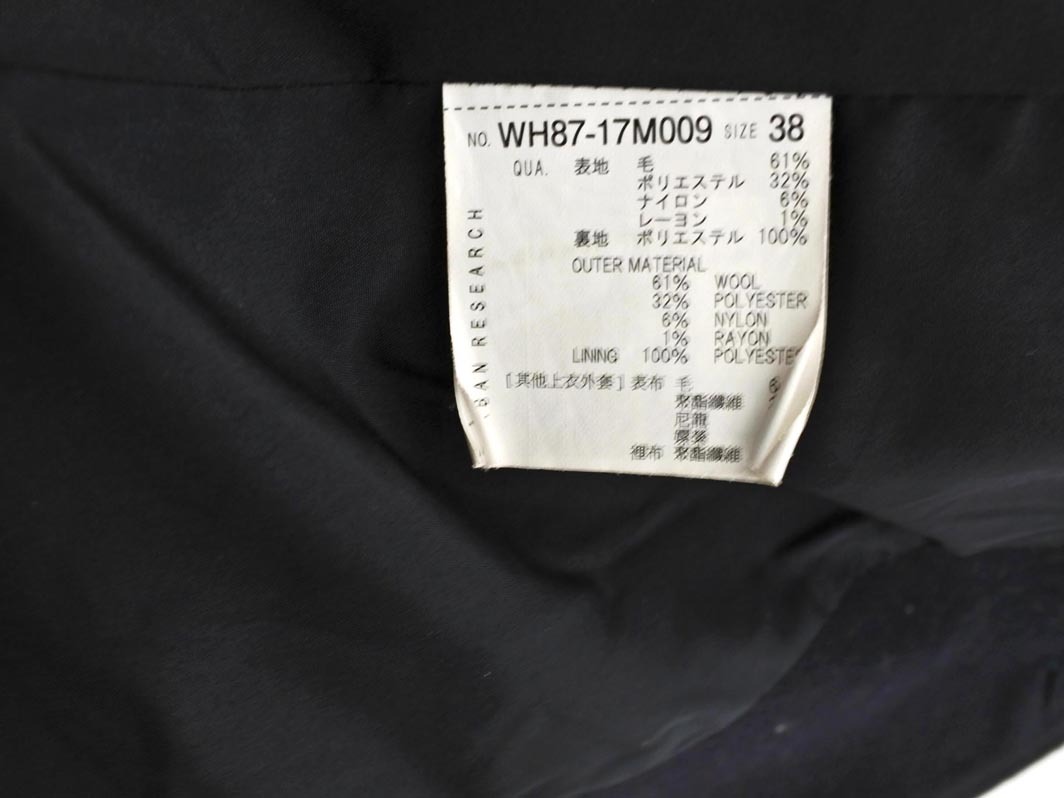 NO. WH87-17M009 SIZE 38
QUA. 表地 毛 61%
ポリエステル 32%
ナイロン 6%
レーヨン 1%
裏地 ポリエステル 100%
OUTER MATERIAL
61% WOOL
32% POLYESTER
6% NYLON
1% RAYON
LINING 100% POLYESTE
[其他上衣外套] 表布 毛 6
聚酯纖維
尼龍
嫘縈
裡布 聚酯纖維
BAN RESEARCH